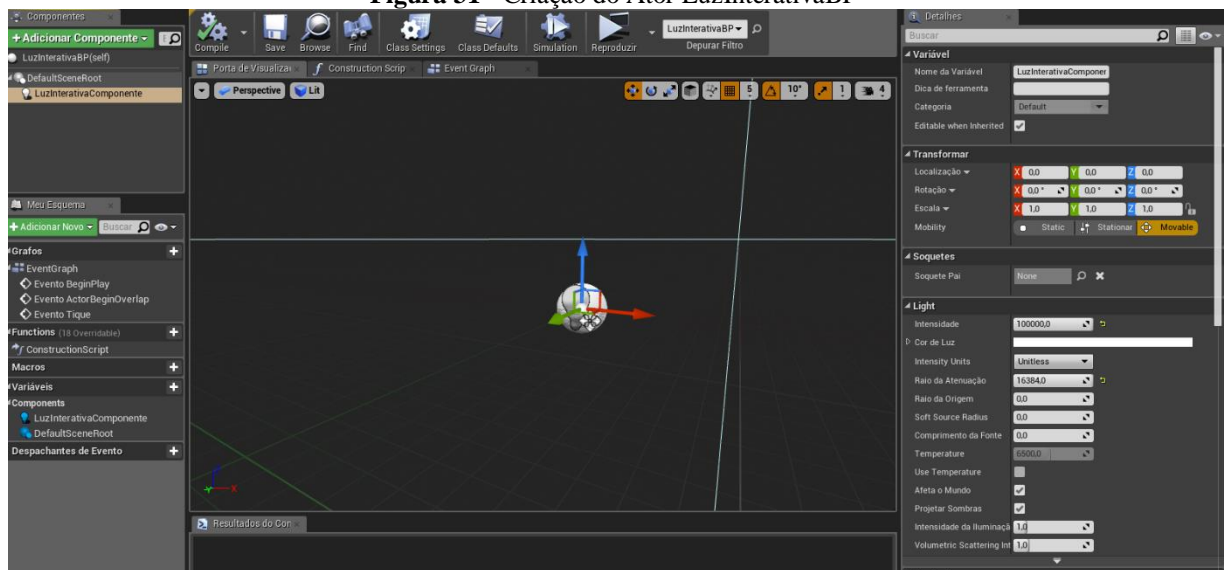 Figura 31 - Criação do Ator LuzInterativaBP
Componentes
+Adicionar Componente
LuzInterativaBP(self)
DefaultSceneRoot
LuzInterativaComponente
Meu Esquema
+Adicionar Novo
Buscar
Grafos
EventGraph
Evento BeginPlay
Evento ActorBeginOverlap
Evento Tique
Functions (18 Overridable)
ConstructionScript
Macros
Variáveis
Components
LuzInterativaComponente
DefaultSceneRoot
Despachantes de Evento
Compile
Save
Browse
Find
Class Settings
Class Defaults
Simulation
Reproduzir
LuzInterativaBP
Depurar Filtro
Porta de Visualizaç
Construction Scrip
Event Graph
Perspective
Lit
5
10°
1
4
X
Resultados do Con
Detalhes
Buscar
Variável
Nome da Variável LuzInterativaComponer
Dica de ferramenta
Categoria Default
Editable when Inherited
Transformar
Localização X 0,0 Y 0,0 Z 0,0
Rotação X 0,0° Y 0,0° Z 0,0°
Escala X 1,0 Y 1,0 Z 1,0
Mobility Static Stationar Movable
Soquetes
Soquete Pai None
Light
Intensidade 100000,0
Cor de Luz
Intensity Units Unitless
Raio da Atenuação 16384,0
Raio da Origem 0,0
Soft Source Radius 0,0
Comprimento da Fonte 0,0
Temperature 6500,0
Use Temperature
Afeta o Mundo
Projetar Sombras
Intensidade da Iluminaçã 1,0
Volumetric Scattering Int 1,0